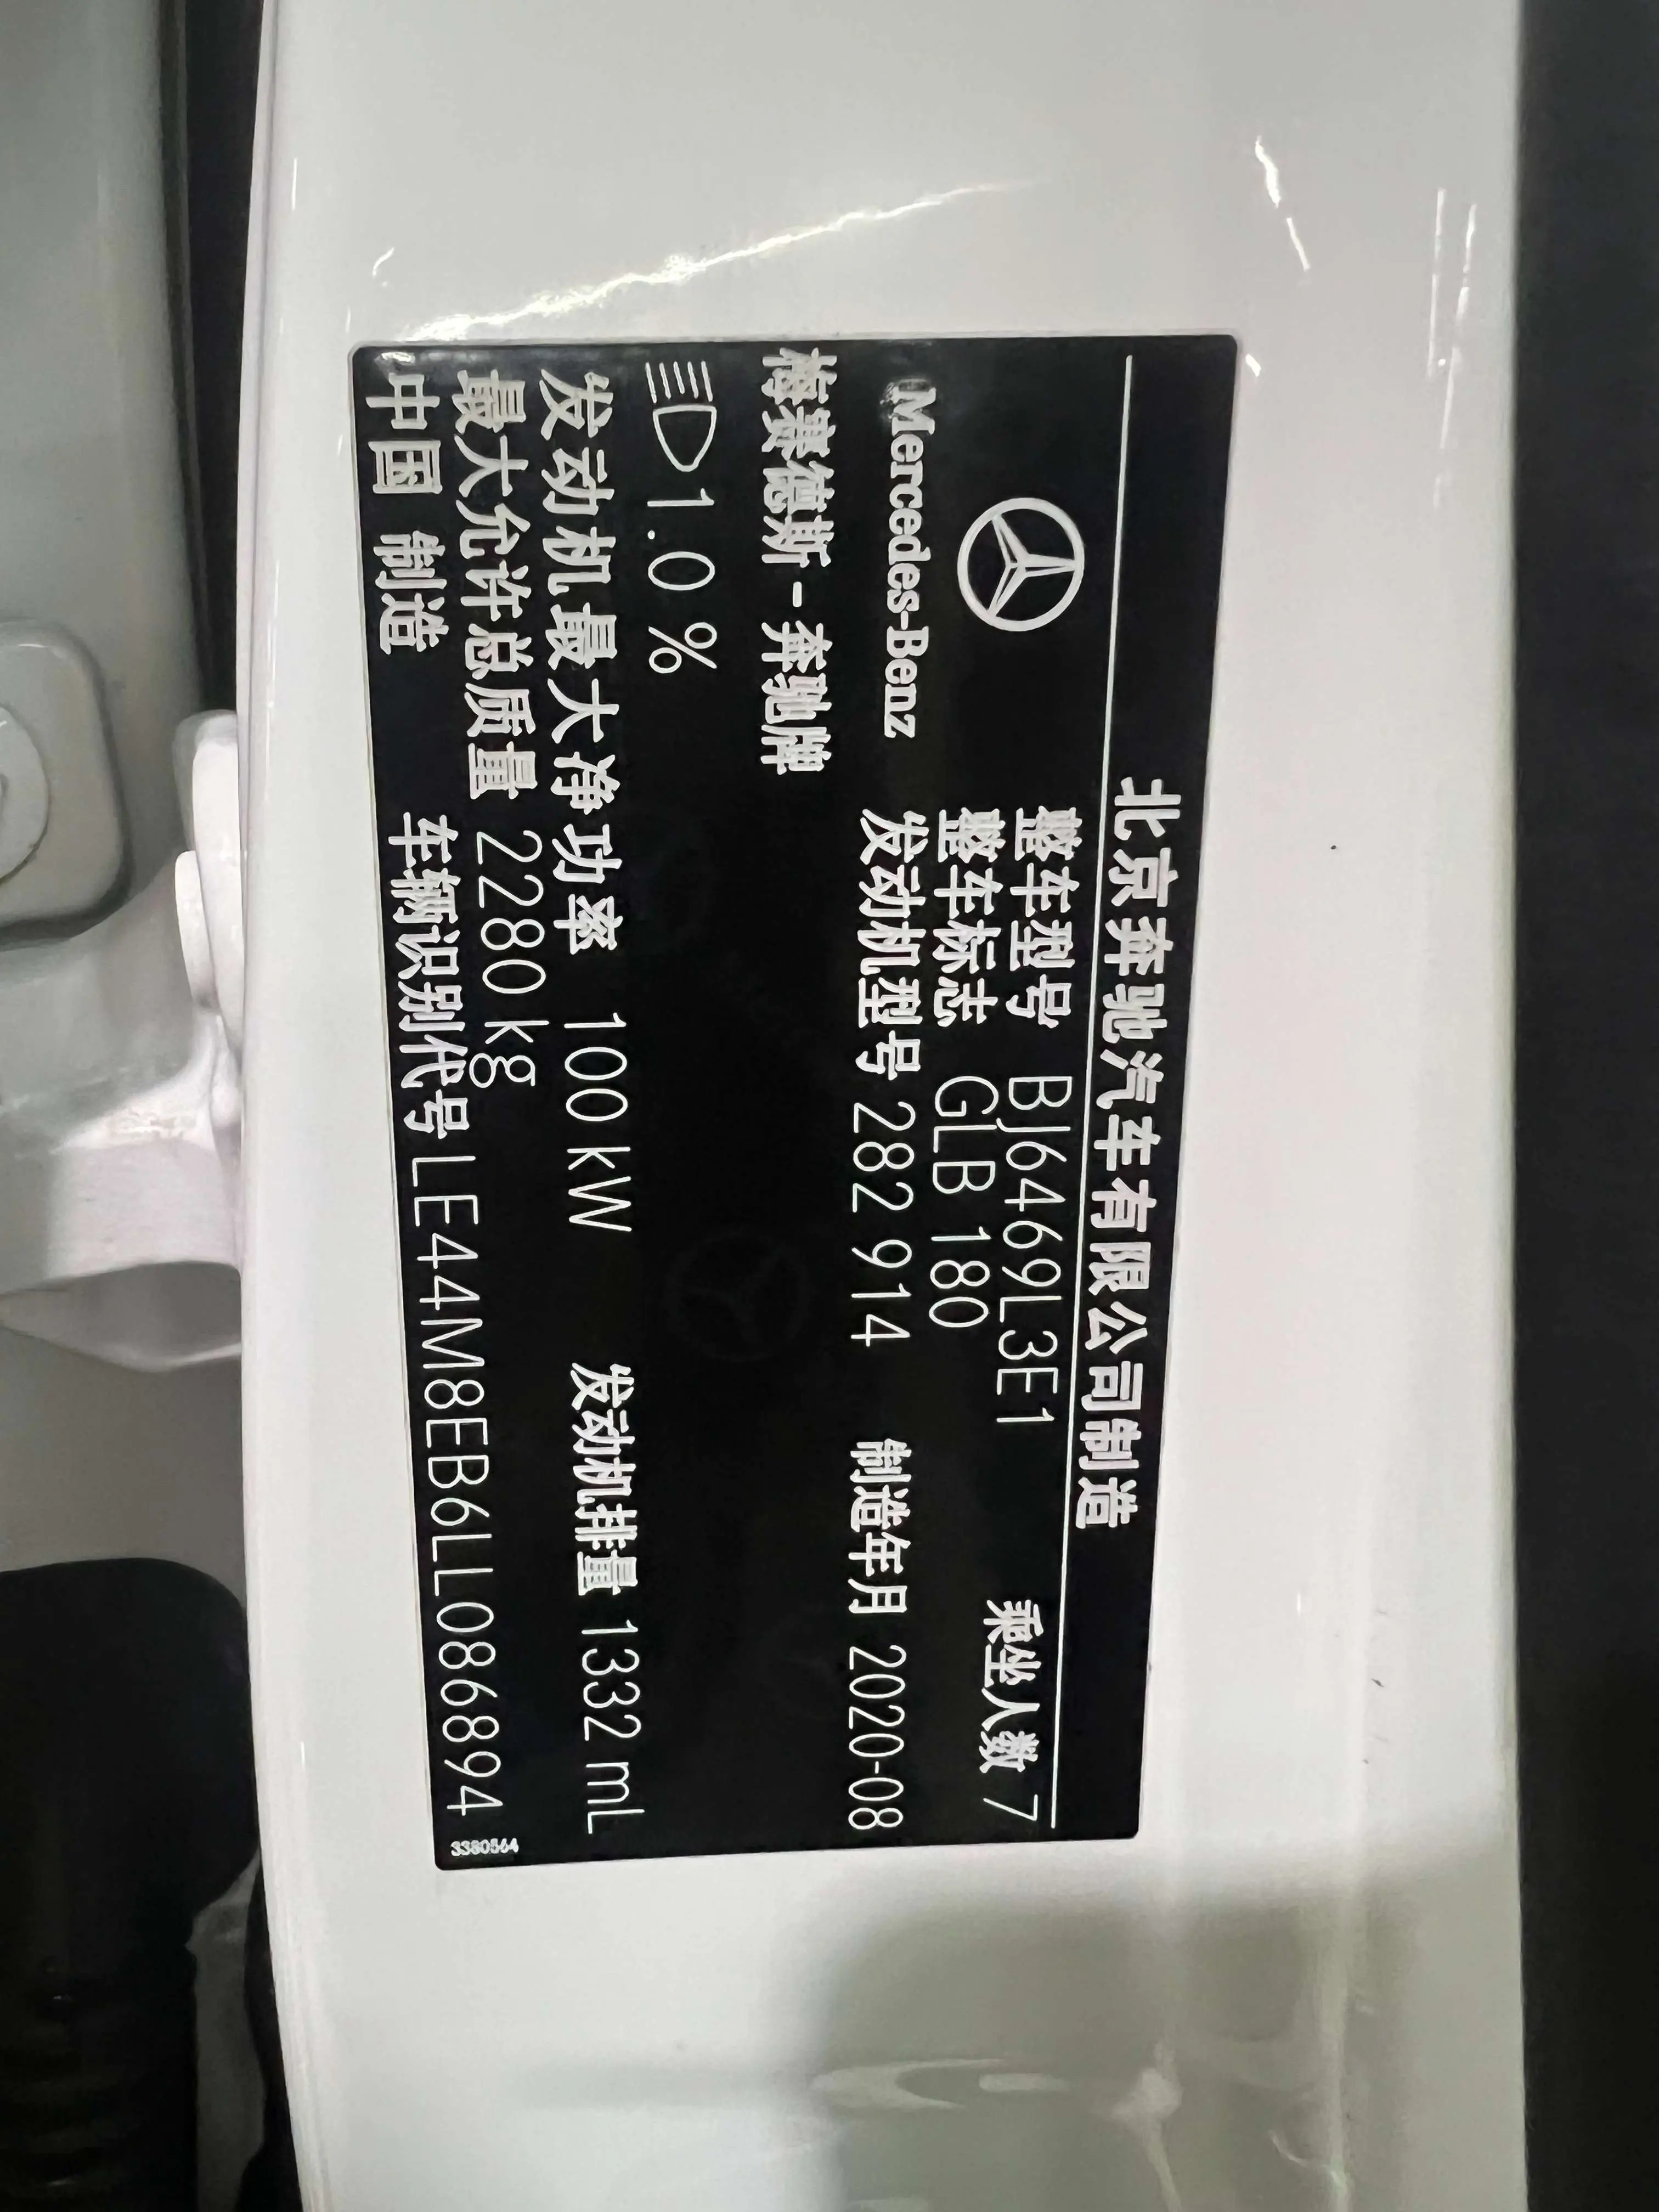 北京奔驰汽车有限公司制造
整车型号 BJ6469L3E1 乘坐人数 7
Mercedes-Benz 整车标志 GLB 180
发动机型号 282 914 制造年月 2020-08
梅赛德斯-奔驰牌
1.0 %
发动机最大净功率 100 kW 发动机排量 1332 mL
最大允许总质量 2280 kg
中国 制造 车辆识别代号 LE44M8EB6LL086894
3380564